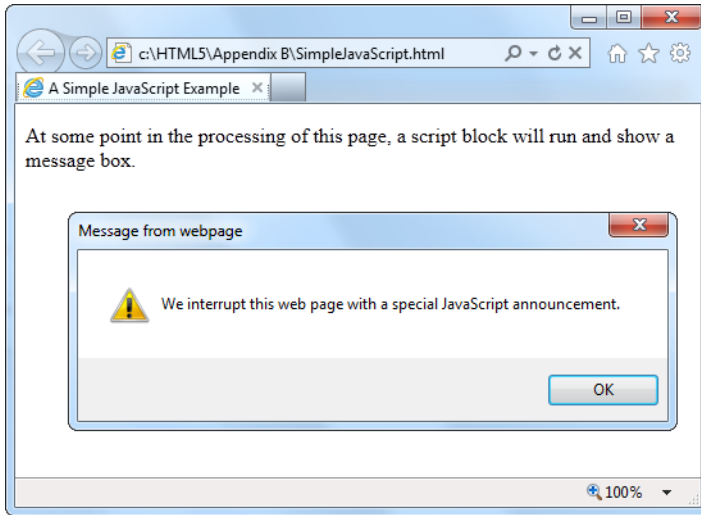 c:\HTML5\Appendix B\SimpleJavaScript.html
A Simple JavaScript Example
At some point in the processing of this page, a script block will run and show a
message box.
Message from webpage
We interrupt this web page with a special JavaScript announcement.
OK
100%